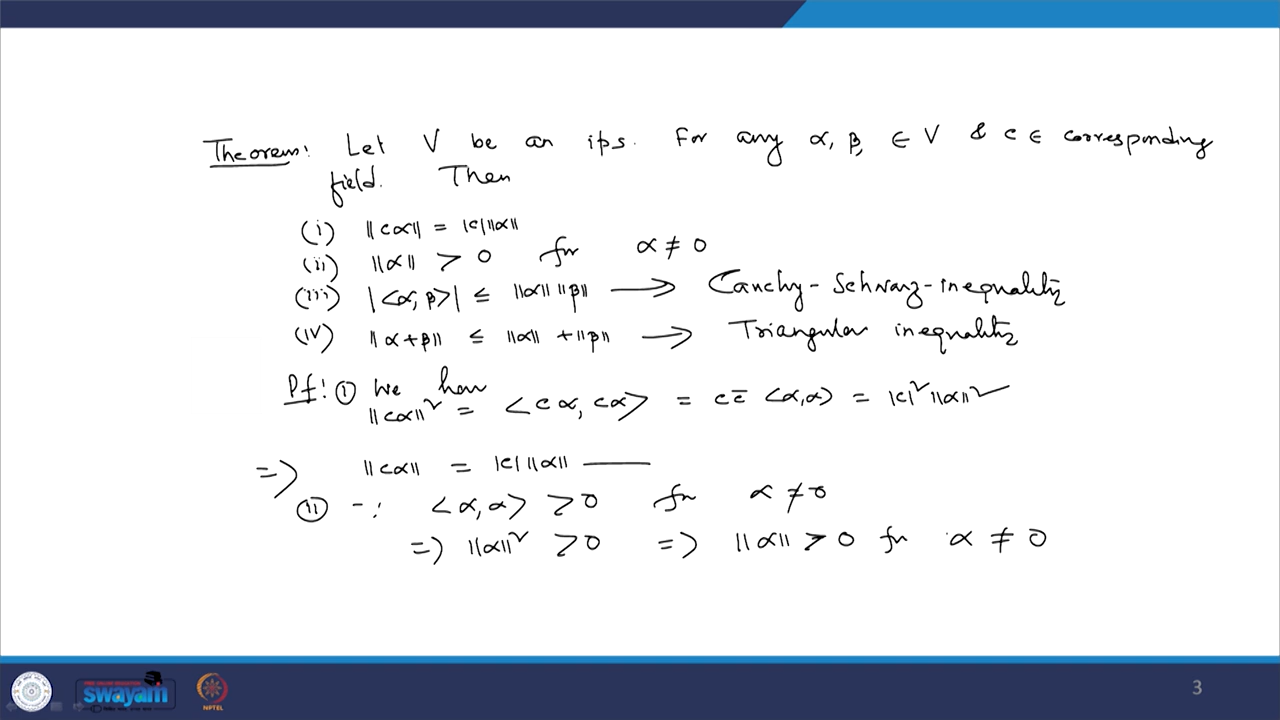 Theorem: Let V be an ips. For any α, β, ∈ V & c ∈ corresponding
field. Then
(i) ||cα|| = |c| ||α||
(ii) ||α|| > 0 for α ≠ 0
(iii) |<α, β>| ≤ ||α|| ||β|| → Cauchy-Schwarz-inequality
(iv) ||α+β|| ≤ ||α|| + ||β|| → Triangular inequality
Pf: (i) We have
||cα||² = <cα, cα> = cc̄ <α,α> = |c|² ||α||²
=> ||cα|| = |c| ||α||
(ii) ∵ <α,α> > 0 for α ≠ 0
=> ||α||² > 0 => ||α|| > 0 for α ≠ 0
swayam
NPTEL
3